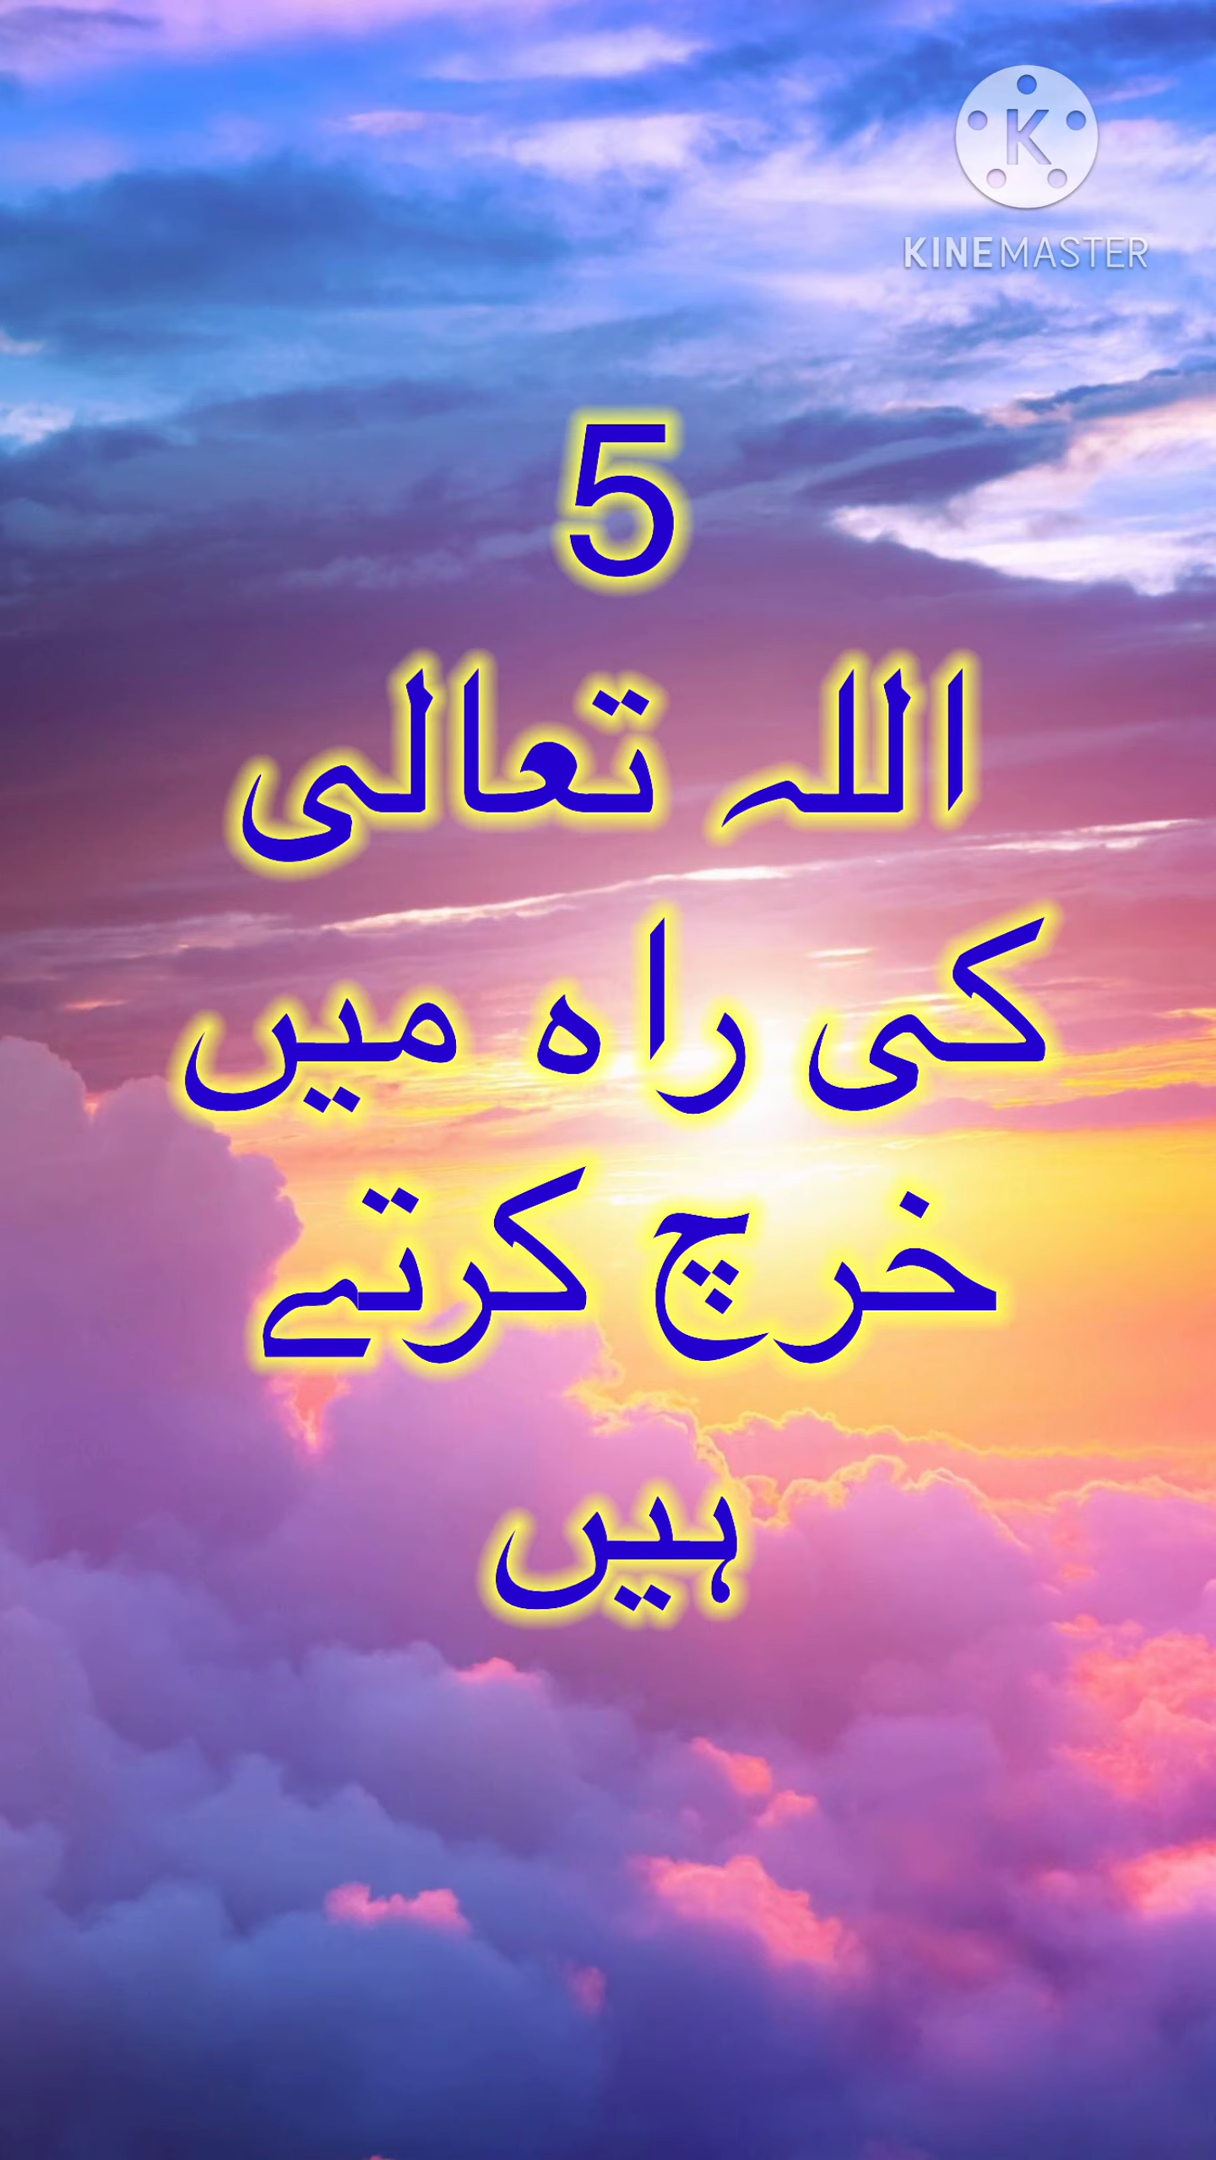 KINEMASTER
5
اللہ تعالی
کی راہ میں
خرچ کرتے
ہیں